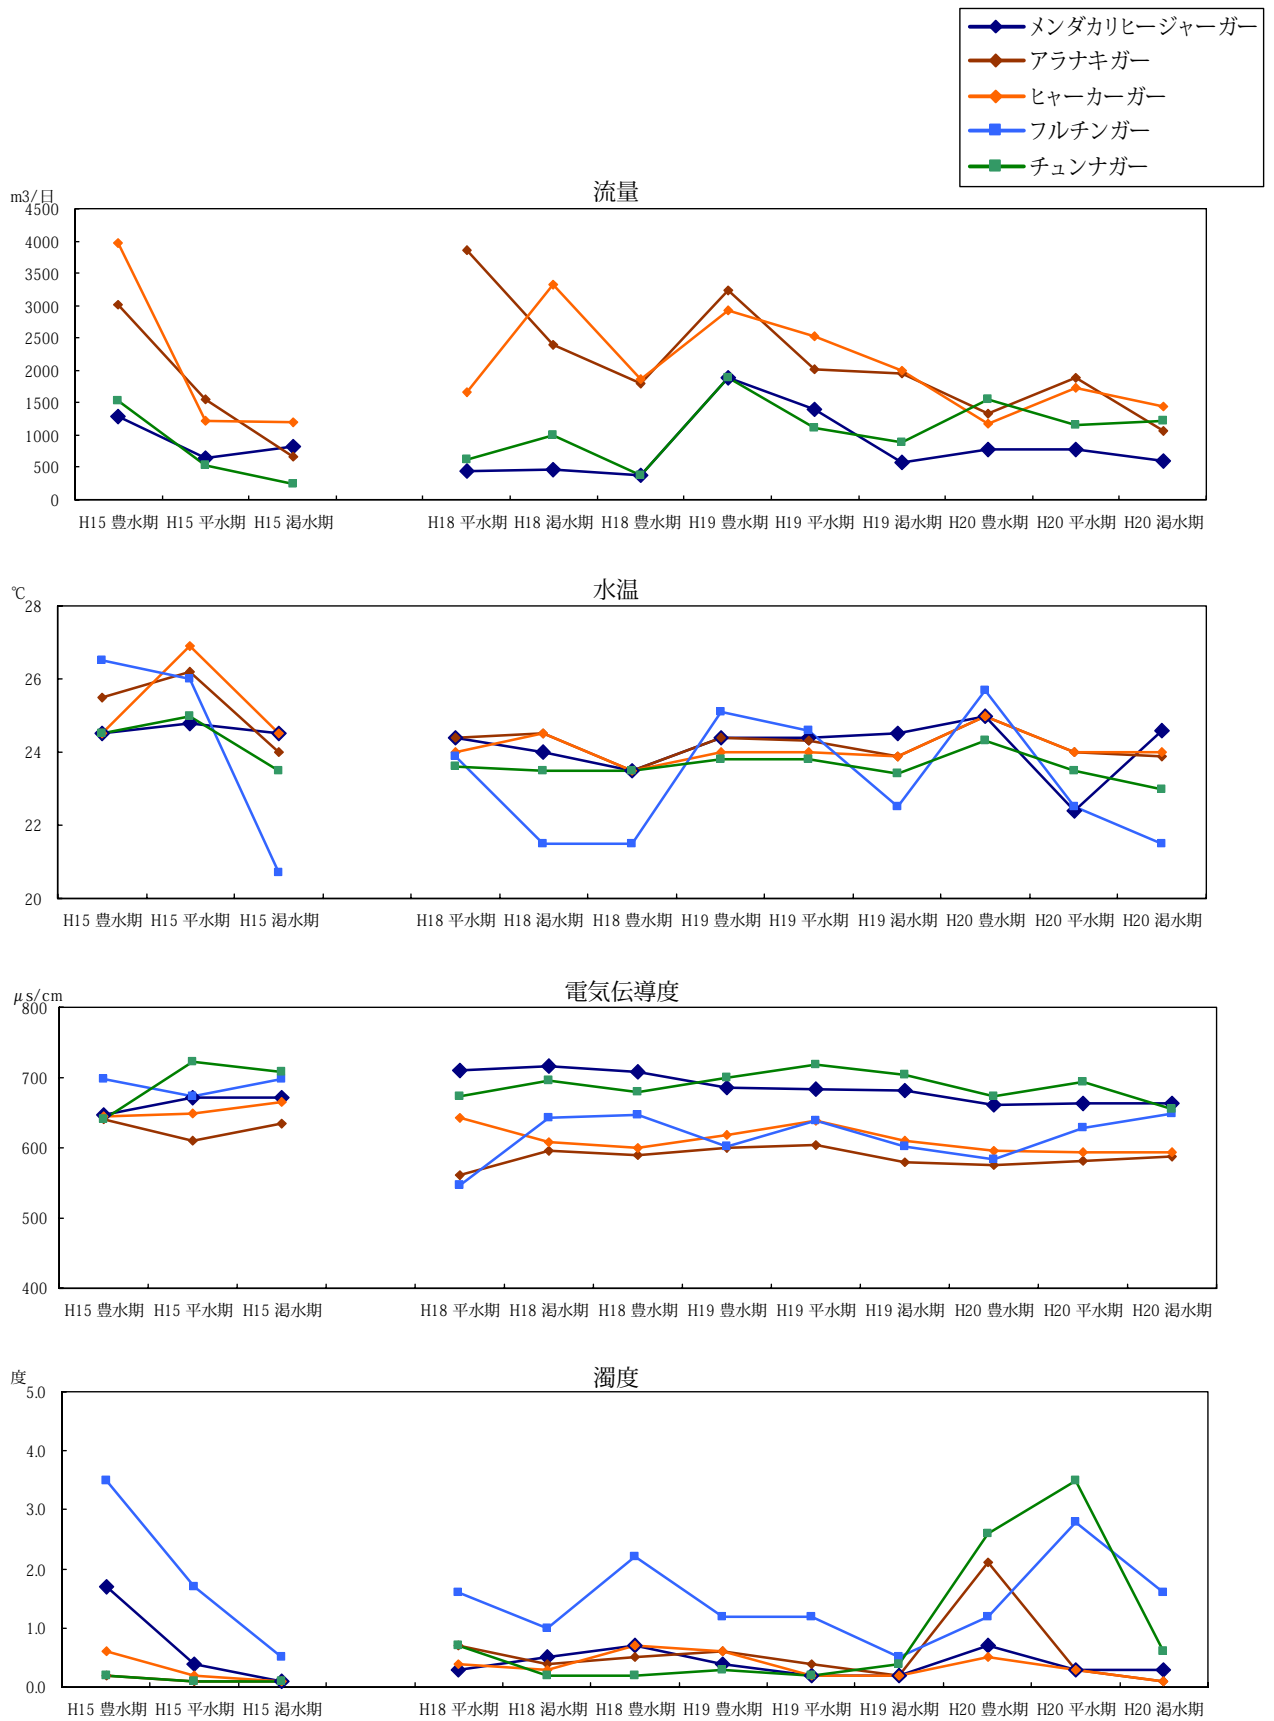 メンダカリヒージャーガー
アラナキガー
ヒャーカーガー
フルチンガー
チュンナガー
流量
m3/日
4500
4000
3500
3000
2500
2000
1500
1000
500
0
H15 豊水期 H15 平水期 H15 渇水期 H18 平水期 H18 渇水期 H18 豊水期 H19 豊水期 H19 平水期 H19 渇水期 H20 豊水期 H20 平水期 H20 渇水期
水温
℃
28
26
24
22
20
H15 豊水期 H15 平水期 H15 渇水期 H18 平水期 H18 渇水期 H18 豊水期 H19 豊水期 H19 平水期 H19 渇水期 H20 豊水期 H20 平水期 H20 渇水期
電気伝導度
μs/cm
800
700
600
500
400
H15 豊水期 H15 平水期 H15 渇水期 H18 平水期 H18 渇水期 H18 豊水期 H19 豊水期 H19 平水期 H19 渇水期 H20 豊水期 H20 平水期 H20 渇水期
濁度
度
5.0
4.0
3.0
2.0
1.0
0.0
H15 豊水期 H15 平水期 H15 渇水期 H18 平水期 H18 渇水期 H18 豊水期 H19 豊水期 H19 平水期 H19 渇水期 H20 豊水期 H20 平水期 H20 渇水期